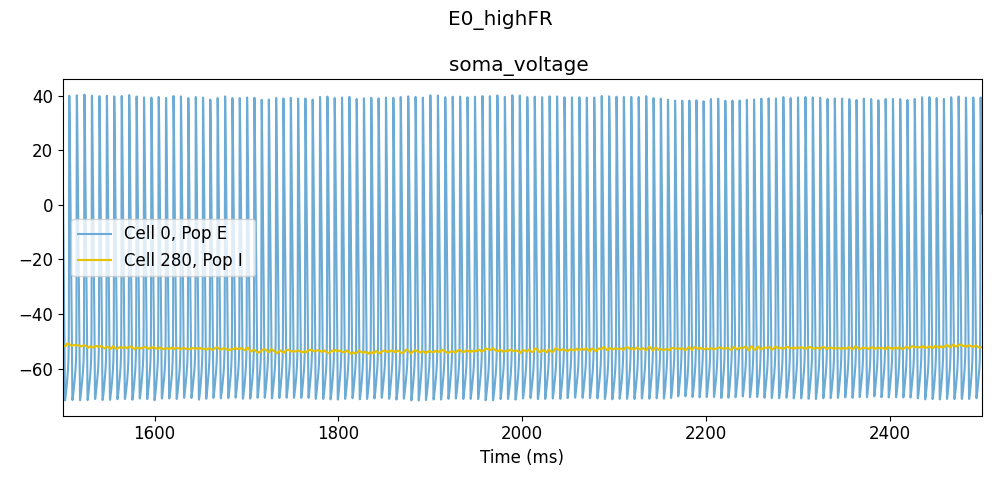 E0_highFR
soma_voltage
40
20
0
−20
−40
−60
Cell 0, Pop E
Cell 280, Pop I
1600
1800
2000
2200
2400
Time (ms)